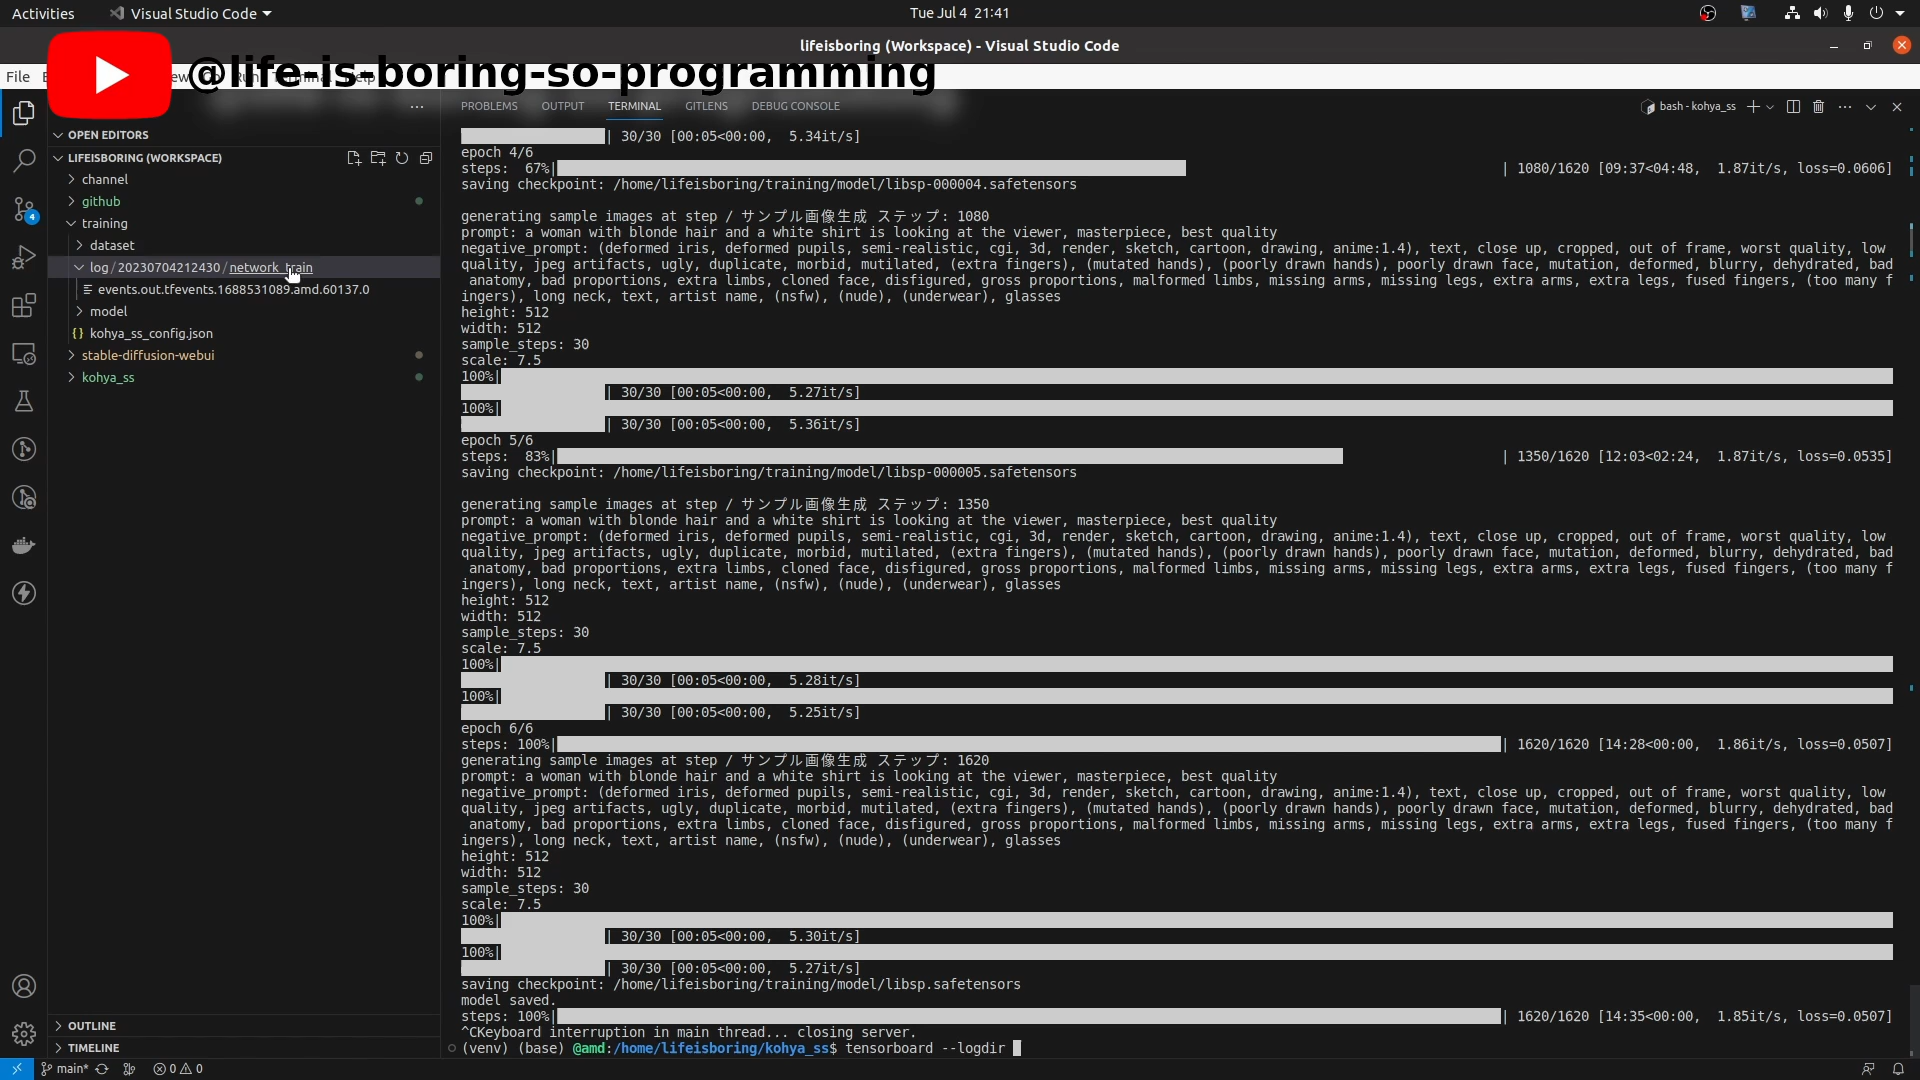 Activities
Visual Studio Code
Tue Jul 4 21:41
lifeisboring (Workspace) - Visual Studio Code
File
@life-is-boring-so-programming
PROBLEMS
OUTPUT
TERMINAL
GITLENS
DEBUG CONSOLE
bash - kohya_ss
OPEN EDITORS
LIFEISBORING (WORKSPACE)
channel
github
training
dataset
log / 20230704212430 / network_train
events.out.tfevents.1688531089.amd.60137.0
model
kohya_ss_config.json
stable-diffusion-webui
kohya_ss
4
OUTLINE
TIMELINE
| 30/30 [00:05<00:00, 5.34it/s]
epoch 4/6
steps: 67%| | 1080/1620 [09:37<04:48, 1.87it/s, loss=0.0606]
saving checkpoint: /home/lifeisboring/training/model/libsp-000004.safetensors
generating sample images at step / サンプル画像生成 ステップ: 1080
prompt: a woman with blonde hair and a white shirt is looking at the viewer, masterpiece, best quality
negative_prompt: (deformed iris, deformed pupils, semi-realistic, cgi, 3d, render, sketch, cartoon, drawing, anime:1.4), text, close up, cropped, out of frame, worst quality, low
quality, jpeg artifacts, ugly, duplicate, morbid, mutilated, (extra fingers), (mutated hands), (poorly drawn hands), poorly drawn face, mutation, deformed, blurry, dehydrated, bad
anatomy, bad proportions, extra limbs, cloned face, disfigured, gross proportions, malformed limbs, missing arms, missing legs, extra arms, extra legs, fused fingers, (too many f
ingers), long neck, text, artist name, (nsfw), (nude), (underwear), glasses
height: 512
width: 512
sample_steps: 30
scale: 7.5
100%|
| 30/30 [00:05<00:00, 5.27it/s]
100%|
| 30/30 [00:05<00:00, 5.36it/s]
epoch 5/6
steps: 83%| | 1350/1620 [12:03<02:24, 1.87it/s, loss=0.0535]
saving checkpoint: /home/lifeisboring/training/model/libsp-000005.safetensors
generating sample images at step / サンプル画像生成 ステップ: 1350
prompt: a woman with blonde hair and a white shirt is looking at the viewer, masterpiece, best quality
negative_prompt: (deformed iris, deformed pupils, semi-realistic, cgi, 3d, render, sketch, cartoon, drawing, anime:1.4), text, close up, cropped, out of frame, worst quality, low
quality, jpeg artifacts, ugly, duplicate, morbid, mutilated, (extra fingers), (mutated hands), (poorly drawn hands), poorly drawn face, mutation, deformed, blurry, dehydrated, bad
anatomy, bad proportions, extra limbs, cloned face, disfigured, gross proportions, malformed limbs, missing arms, missing legs, extra arms, extra legs, fused fingers, (too many f
ingers), long neck, text, artist name, (nsfw), (nude), (underwear), glasses
height: 512
width: 512
sample_steps: 30
scale: 7.5
100%|
| 30/30 [00:05<00:00, 5.28it/s]
100%|
| 30/30 [00:05<00:00, 5.25it/s]
epoch 6/6
steps: 100%| | 1620/1620 [14:28<00:00, 1.86it/s, loss=0.0507]
generating sample images at step / サンプル画像生成 ステップ: 1620
prompt: a woman with blonde hair and a white shirt is looking at the viewer, masterpiece, best quality
negative_prompt: (deformed iris, deformed pupils, semi-realistic, cgi, 3d, render, sketch, cartoon, drawing, anime:1.4), text, close up, cropped, out of frame, worst quality, low
quality, jpeg artifacts, ugly, duplicate, morbid, mutilated, (extra fingers), (mutated hands), (poorly drawn hands), poorly drawn face, mutation, deformed, blurry, dehydrated, bad
anatomy, bad proportions, extra limbs, cloned face, disfigured, gross proportions, malformed limbs, missing arms, missing legs, extra arms, extra legs, fused fingers, (too many f
ingers), long neck, text, artist name, (nsfw), (nude), (underwear), glasses
height: 512
width: 512
sample_steps: 30
scale: 7.5
100%|
| 30/30 [00:05<00:00, 5.30it/s]
100%|
| 30/30 [00:05<00:00, 5.27it/s]
saving checkpoint: /home/lifeisboring/training/model/libsp.safetensors
model saved.
steps: 100%| | 1620/1620 [14:35<00:00, 1.85it/s, loss=0.0507]
^CKeyboard interruption in main thread... closing server.
(venv) (base) @amd:/home/lifeisboring/kohya_ss$ tensorboard --logdir
main*
0
0